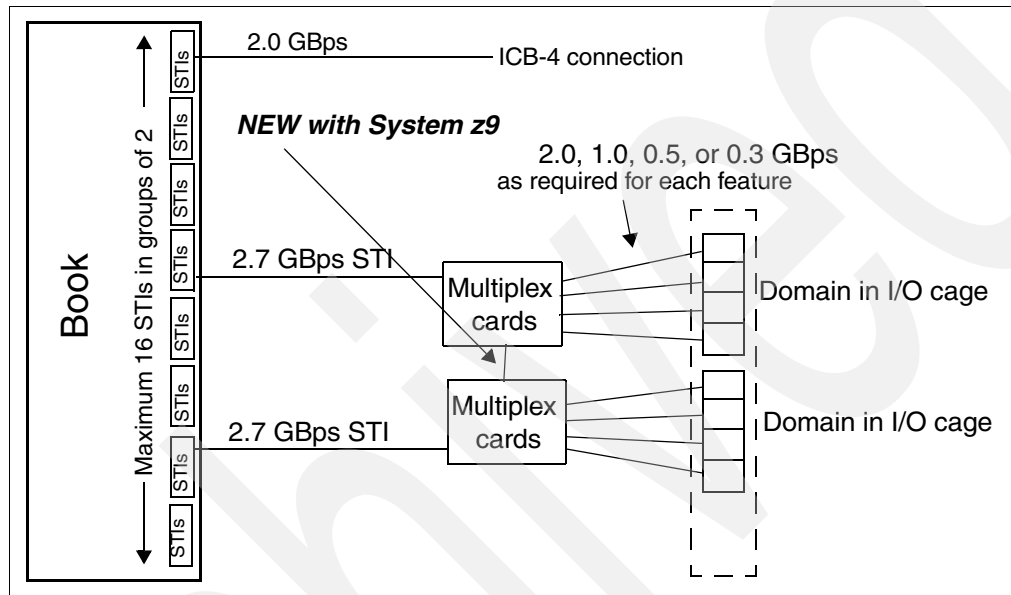 2.0 GBps
ICB-4 connection
NEW with System z9
2.0, 1.0, 0.5, or 0.3 GBps
as required for each feature
Book
Maximum 16 STIs in groups of 2
STIs
STIs
STIs
STIs
STIs
STIs
STIs
STIs
2.7 GBps STI
Multiplex
cards
Domain in I/O cage
2.7 GBps STI
Multiplex
cards
Domain in I/O cage